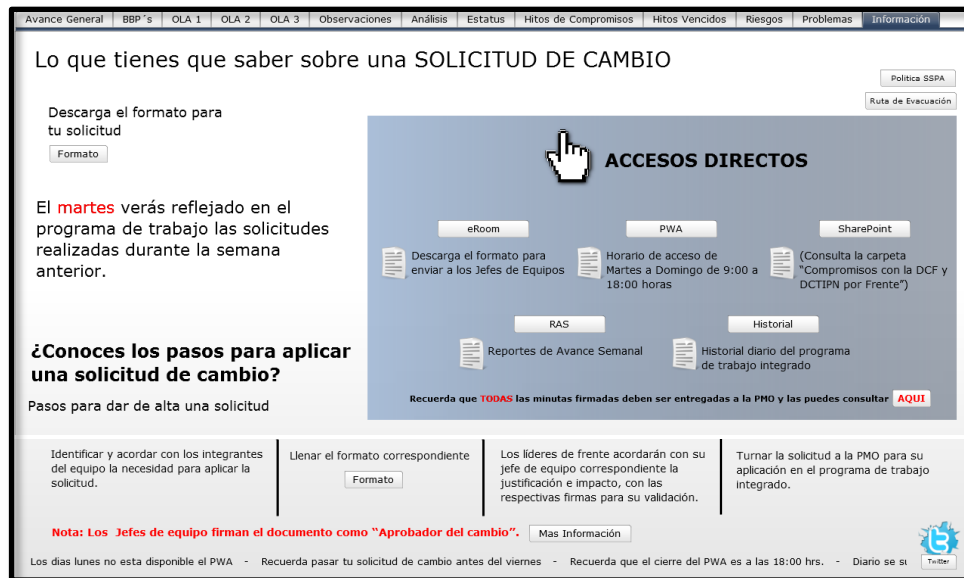 Avance General BBP´s OLA 1 OLA 2 OLA 3 Observaciones Análisis Estatus Hitos de Compromisos Hitos Vencidos Riesgos Problemas Información
Lo que tienes que saber sobre una SOLICITUD DE CAMBIO
Politica SSPA
Ruta de Evacuación
Descarga el formato para
tu solicitud
Formato
El martes verás reflejado en el
programa de trabajo las solicitudes
realizadas durante la semana
anterior.
¿Conoces los pasos para aplicar
una solicitud de cambio?
Pasos para dar de alta una solicitud
ACCESOS DIRECTOS
eRoom
Descarga el formato para
enviar a los Jefes de Equipos
PWA
Horario de acceso de
Martes a Domingo de 9:00 a
18:00 horas
SharePoint
(Consulta la carpeta
"Compromisos con la DCF y
DCTIPN por Frente")
RAS
Reportes de Avance Semanal
Historial
Historial diario del programa
de trabajo integrado
Recuerda que TODAS las minutas firmadas deben ser entregadas a la PMO y las puedes consultar AQUI
Identificar y acordar con los integrantes
del equipo la necesidad para aplicar la
solicitud.
Llenar el formato correspondiente
Formato
Los líderes de frente acordarán con su
jefe de equipo correspondiente la
justificación e impacto, con las
respectivas firmas para su validación.
Turnar la solicitud a la PMO para su
aplicación en el programa de trabajo
integrado.
Nota: Los Jefes de equipo firman el documento como "Aprobador del cambio". Mas Información
Los dias lunes no esta disponible el PWA - Recuerda pasar tu solicitud de cambio antes del viernes - Recuerda que el cierre del PWA es a las 18:00 hrs. - Diario se
Twitter